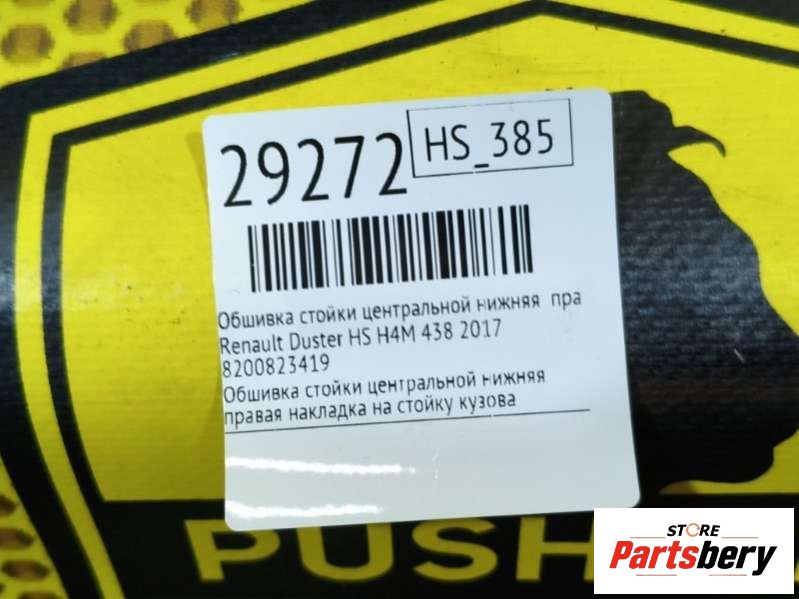 29272
HS_385
Обшивка стойки центральной нижняя пра
Renault Duster HS H4M 438 2017
8200823419
Обшивка стойки центральной нижняя
правая накладка на стойку кузова
PUSH
STORE
Partsbery